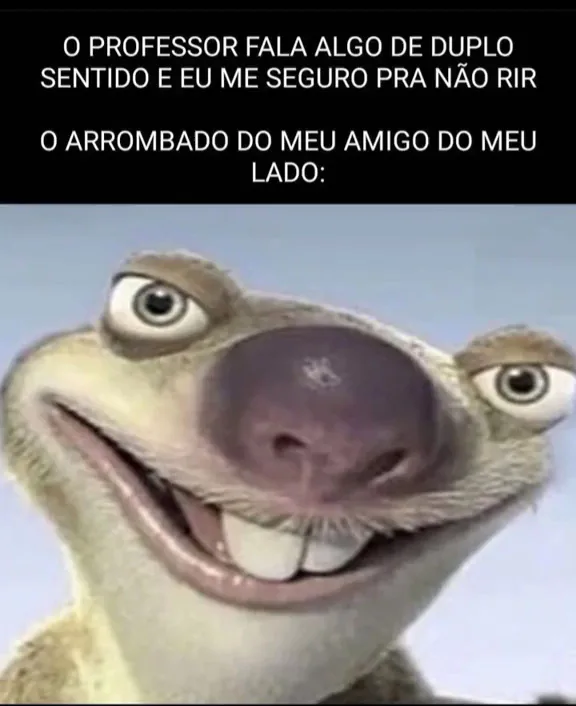 O PROFESSOR FALA ALGO DE DUPLO
SENTIDO E EU ME SEGURO PRA NÃO RIR
O ARROMBADO DO MEU AMIGO DO MEU
LADO: